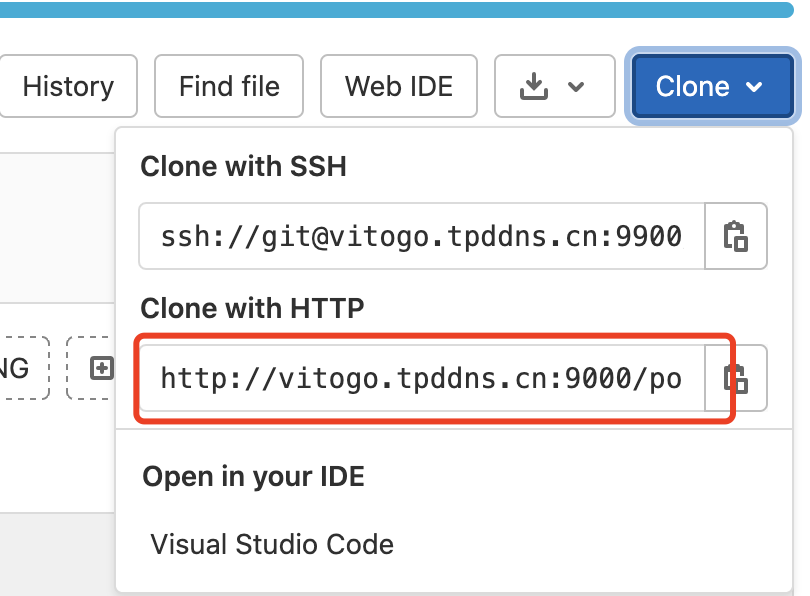 History
Find file
Web IDE
Clone
Clone with SSH
ssh://git@vitogo.tpddns.cn:9900
Clone with HTTP
NG
http://vitogo.tpddns.cn:9000/po
Open in your IDE
Visual Studio Code